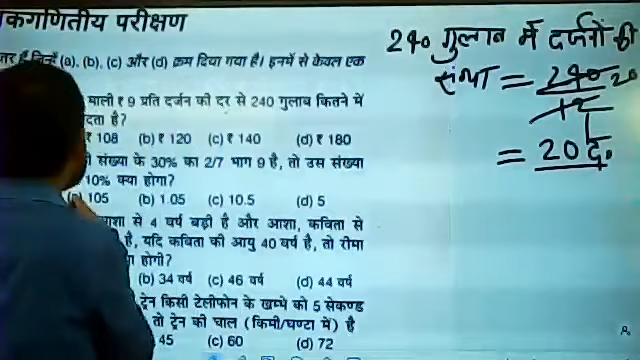 कगणितीय परीक्षण
(a), (b), (c) और (d) क्रम दिया गया है। इनमें से केवल एक
माली ₹ 9 प्रति दर्जन की दर से 240 गुलाब कितने में
दता है?
₹ 108 (b) ₹ 120 (c) ₹ 140 (d) ₹ 180
संख्या के 30% का 2/7 भाग 9 है, तो उस संख्या
10% क्या होगा?
105 (b) 1.05 (c) 10.5 (d) 5
से 4 वर्ष बड़ी है और आशा, कविता से
है, यदि कविता की आयु 40 वर्ष है, तो रीमा
होगी?
(b) 34 वर्ष (c) 46 वर्ष (d) 44 वर्ष
ट्रेन किसी टेलीफोन के खम्भे को 5 सेकण्ड
तो ट्रेन की चाल (किमी/घण्टा में) है
45 (c) 60 (d) 72
240 गुलाब में दर्जनों की
संख्या = 240 20
12
= 20 द.